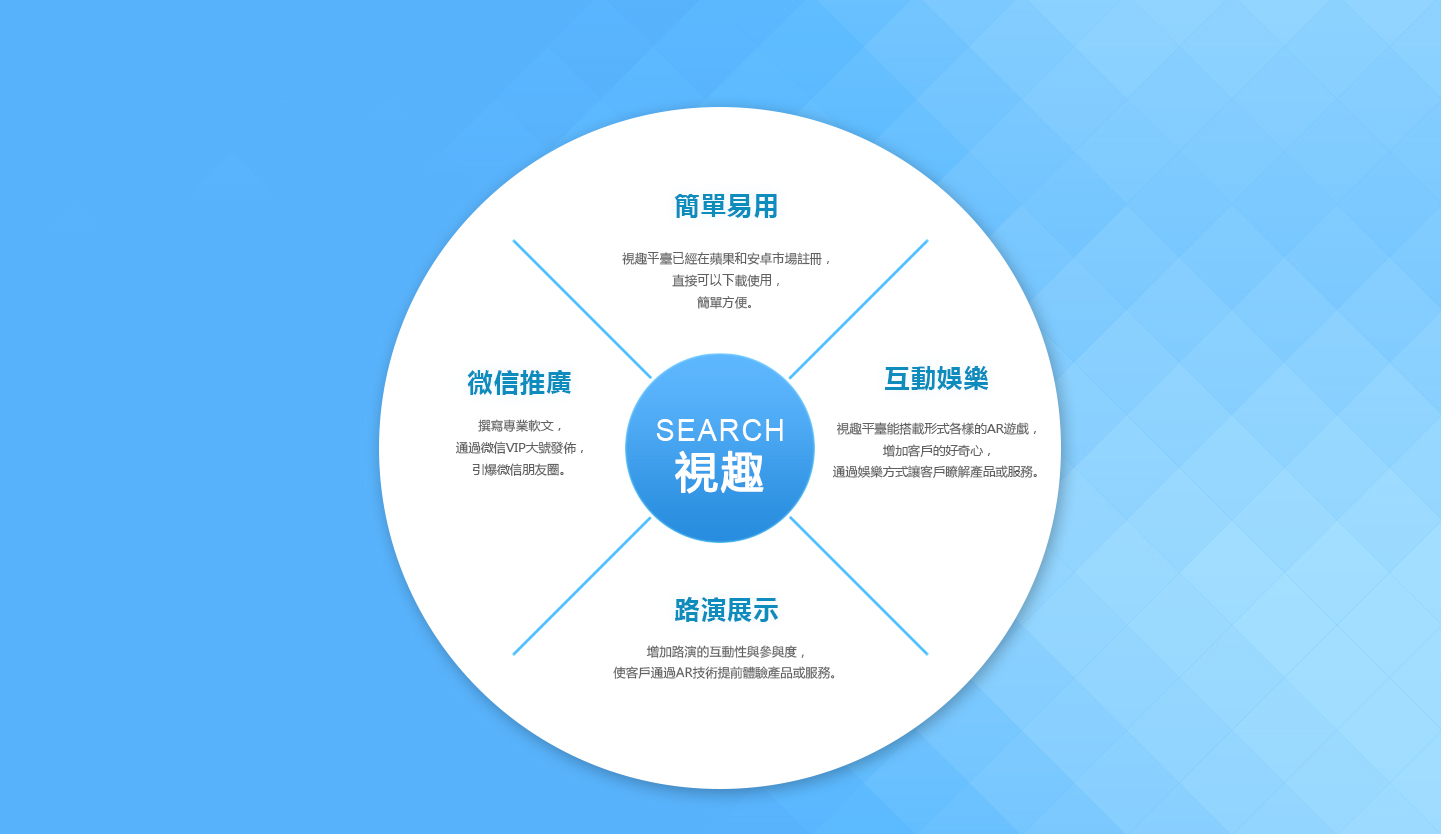 簡單易用
視趣平臺已經在蘋果和安卓市場註冊，
直接可以下載使用，
簡單方便。
微信推廣
撰寫專業軟文，
通過微信VIP大號發佈，
引爆微信朋友圈。
SEARCH
視趣
互動娛樂
視趣平臺能搭載形式各樣的AR遊戲，
增加客戶的好奇心，
通過娛樂方式讓客戶瞭解產品或服務。
路演展示
增加路演的互動性與參與度，
使客戶通過AR技術提前體驗產品或服務。